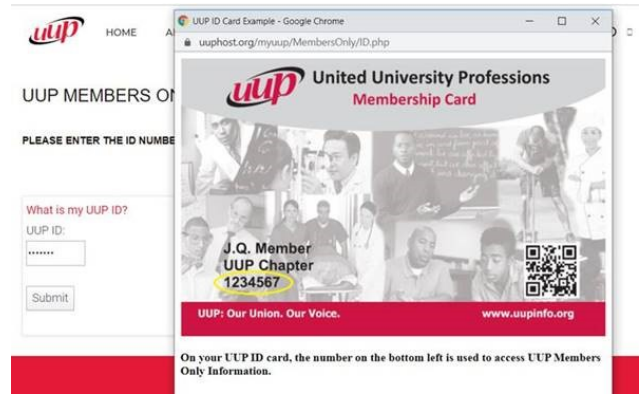 UUP ID Card Example - Google Chrome
uuphost.org/myuup/MembersOnly/ID.php
uup
HOME
UUP MEMBERS O
PLEASE ENTER THE ID NUMBE
What is my UUP ID?
UUP ID:
Submit
uup
United University Professions
Membership Card
J.Q. Member
UUP Chapter
1234567
UUP: Our Union. Our Voice.
www.uupinfo.org
On your UUP ID card, the number on the bottom left is used to access UUP Members
Only Information.